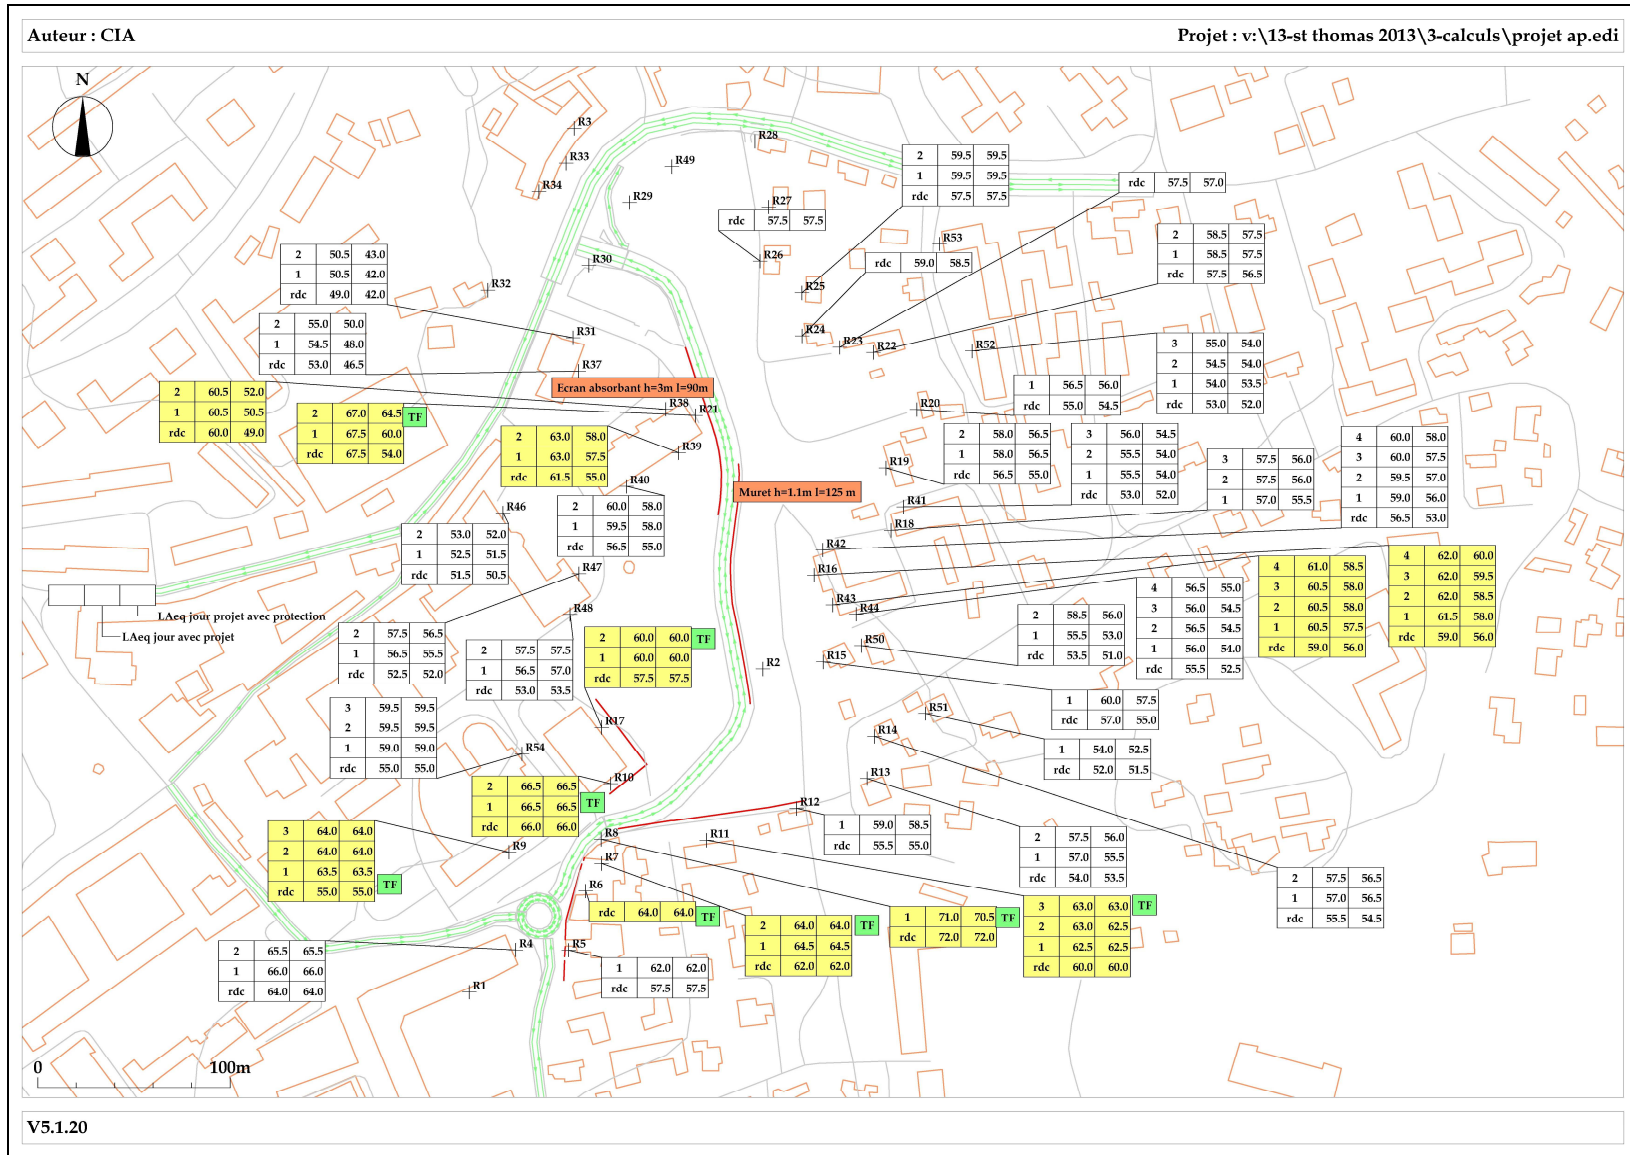 Auteur : CIA
Projet : v:\13-st thomas 2013\3-calculs\projet ap.edi
N
R3
R33
R34
R28
R49
R29
R27
2 59.5 59.5
1 59.5 59.5
rdc 57.5 57.5
rdc 57.5 57.0
rdc 57.5 57.5
R26
R53
rdc 59.0 58.5
2 58.5 57.5
1 58.5 57.5
rdc 57.5 56.5
2 50.5 43.0
1 50.5 42.0
rdc 49.0 42.0
R30
R32
R25
R24
R23
R22
R52
2 55.0 50.0
1 54.5 48.0
rdc 53.0 46.5
R31
R37
3 55.0 54.0
2 54.5 54.0
1 54.0 53.5
rdc 53.0 52.0
Ecran absorbant h=3m l=90m
2 60.5 52.0
1 60.5 50.5
rdc 60.0 49.0
2 67.0 64.5 TF
1 67.5 60.0
rdc 67.5 54.0
R38
R21
R39
R20
1 56.5 56.0
rdc 55.0 54.5
2 63.0 58.0
1 63.0 57.5
rdc 61.5 55.0
2 58.0 56.5
1 58.0 56.5
rdc 56.5 55.0
3 56.0 54.5
2 55.5 54.0
1 55.5 54.0
rdc 53.0 52.0
3 57.5 56.0
2 57.5 56.0
1 57.0 55.5
4 60.0 58.0
3 60.0 57.5
2 59.5 57.0
1 59.0 56.0
rdc 56.5 53.0
R19
R40
Muret h=1.1m l=125 m
R41
R18
R46
2 60.0 58.0
1 59.5 58.0
rdc 56.5 55.0
2 53.0 52.0
1 52.5 51.5
rdc 51.5 50.5
R42
R16
R47
R43
R44
R48
4 61.0 58.5
3 60.5 58.0
2 60.5 58.0
1 60.5 57.5
rdc 59.0 56.0
4 62.0 60.0
3 62.0 59.5
2 62.0 58.5
1 61.5 58.0
rdc 59.0 56.0
4 56.5 55.0
3 56.0 54.5
2 56.5 54.5
1 56.0 54.0
rdc 55.5 52.5
LAeq jour projet avec protection
LAeq jour avec projet
2 58.5 56.0
1 55.5 53.0
rdc 53.5 51.0
2 57.5 56.5
1 56.5 55.5
rdc 52.5 52.0
2 57.5 57.5
1 56.5 57.0
rdc 53.0 53.5
2 60.0 60.0 TF
1 60.0 60.0
rdc 57.5 57.5
R50
R15
R2
1 60.0 57.5
rdc 57.0 55.0
3 59.5 59.5
2 59.5 59.5
1 59.0 59.0
rdc 55.0 55.0
R17
R51
R14
R54
1 54.0 52.5
rdc 52.0 51.5
R10
R13
2 66.5 66.5
1 66.5 66.5
rdc 66.0 66.0
TF
R12
1 59.0 58.5
rdc 55.5 55.0
2 57.5 56.0
1 57.0 55.5
rdc 54.0 53.5
3 64.0 64.0
2 64.0 64.0
1 63.5 63.5
rdc 55.0 55.0
TF
R9
R8
R11
R7
R6
rdc 64.0 64.0 TF
2 57.5 56.5
1 57.0 56.5
rdc 55.5 54.5
2 64.0 64.0 TF
1 64.5 64.5
rdc 62.0 62.0
1 71.0 70.5 TF
rdc 72.0 72.0
3 63.0 63.0 TF
2 63.0 62.5
1 62.5 62.5
rdc 60.0 60.0
2 65.5 65.5
1 66.0 66.0
rdc 64.0 64.0
R4
R5
1 62.0 62.0
rdc 57.5 57.5
R1
0 100m
V5.1.20